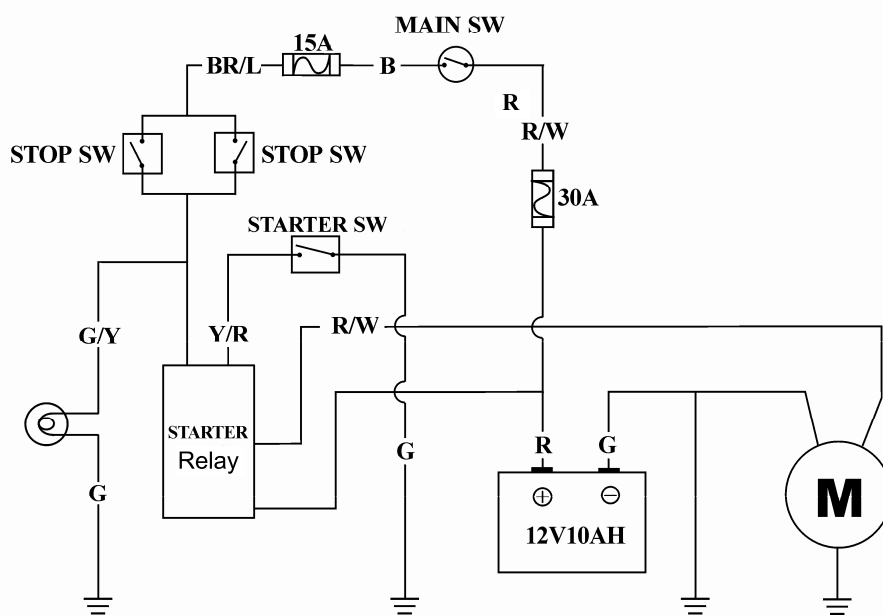 MAIN SW
15A
BR/L
B
R
R/W
STOP SW
STOP SW
30A
STARTER SW
G/Y
Y/R
R/W
STARTER
Relay
G
R
G
G
M
12V10AH